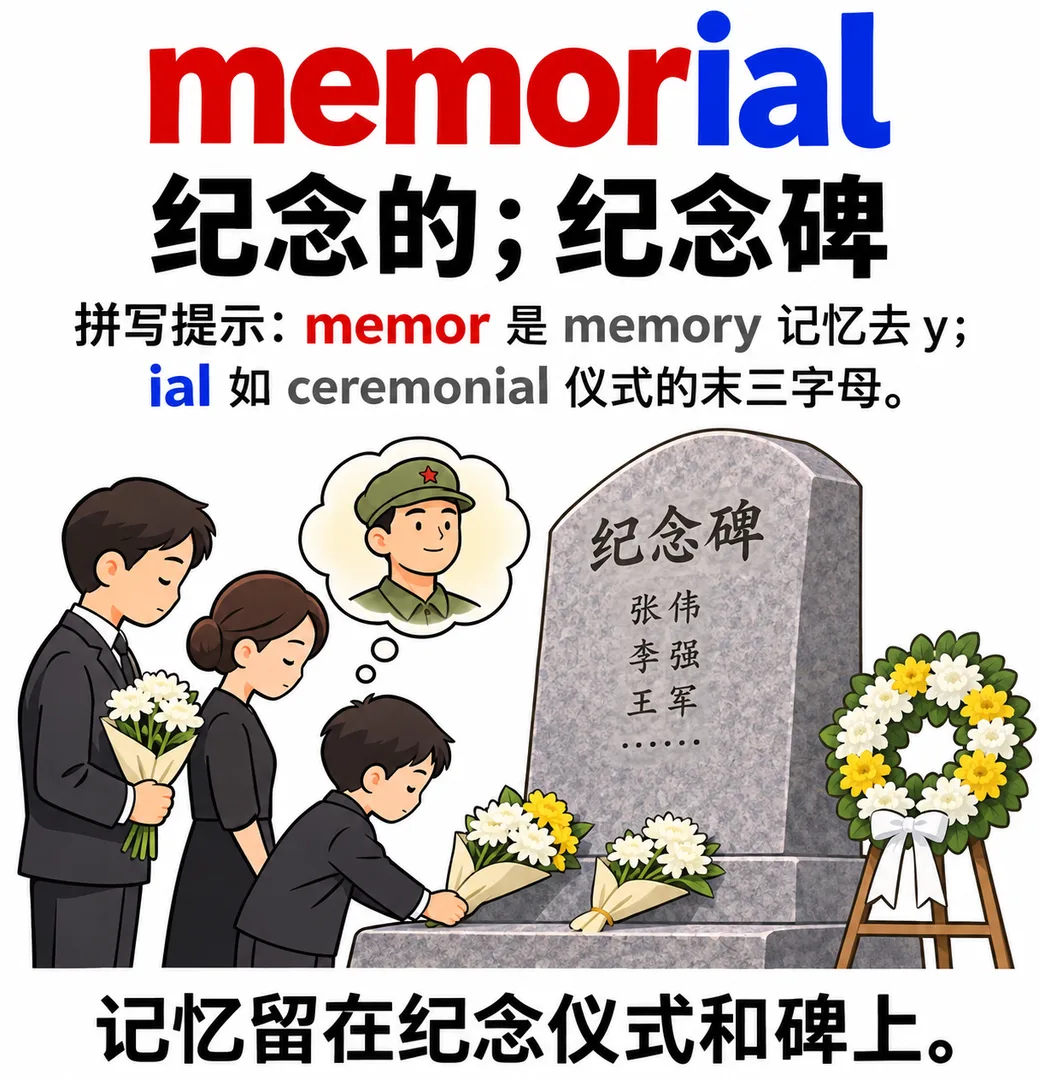 memorial
纪念的；纪念碑
拼写提示：memor 是 memory 记忆去 y；
ial 如 ceremonial 仪式的末三字母。
纪念碑
张伟
李强
王军
……
记忆留在纪念仪式和碑上。